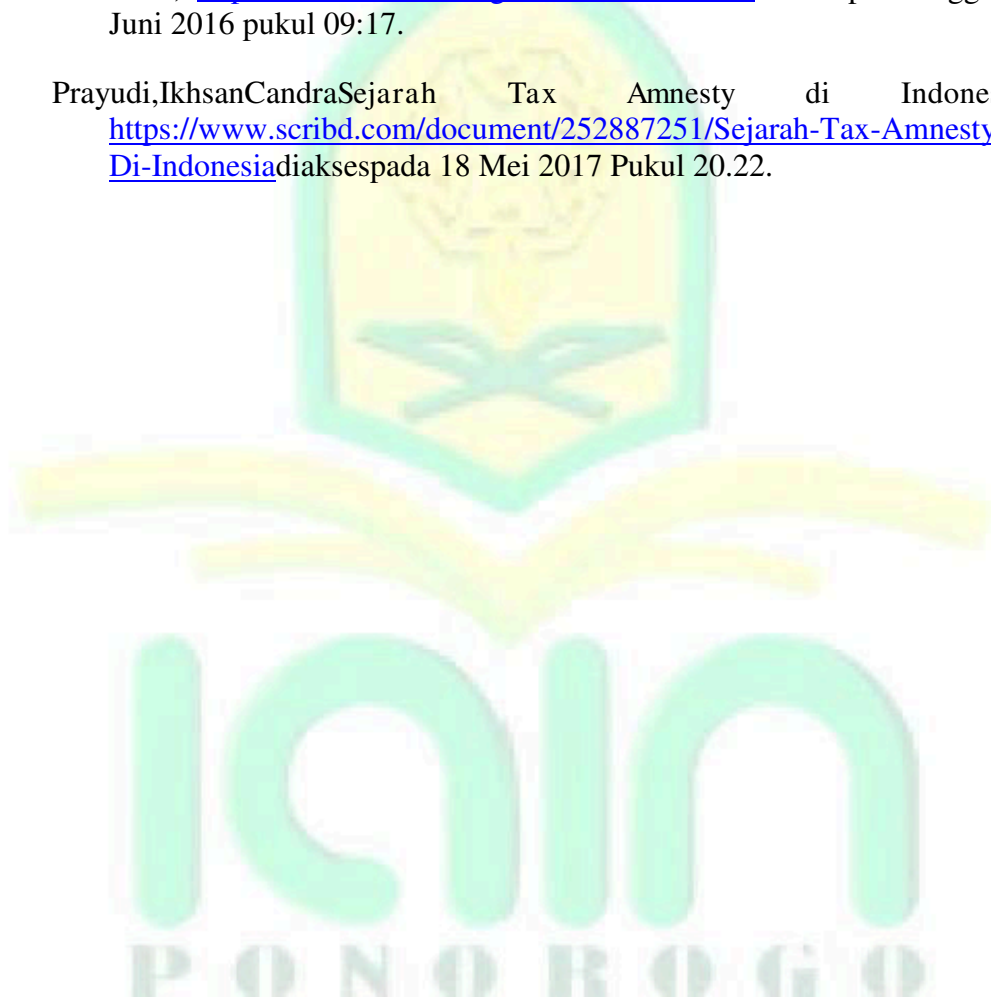 Juni 2016 pukul 09:17.
Prayudi,IkhsanCandraSejarah Tax Amnesty di Indone
https://www.scribd.com/document/252887251/Sejarah-Tax-Amnesty
Di-Indonesiadiaksespada 18 Mei 2017 Pukul 20.22.
iain
PONOROGO